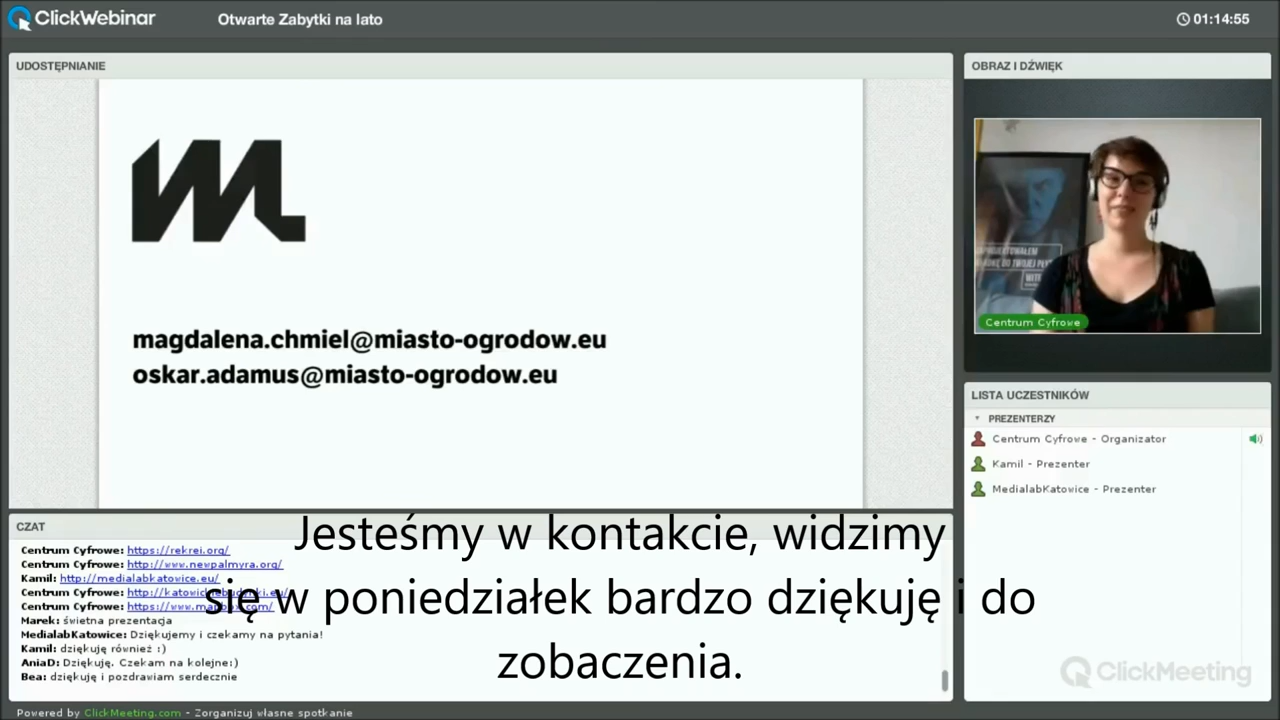 ClickWebinar
Otwarte Zabytki na lato
01:14:55
UDOSTĘPNIANIE
magdalena.chmiel@miasto-ogrodow.eu
oskar.adamus@miasto-ogrodow.eu
OBRAZ I DŹWIĘK
Centrum Cyfrowe
LISTA UCZESTNIKÓW
PREZENTERZY
Centrum Cyfrowe - Organizator
Kamil - Prezenter
MedialabKatowice - Prezenter
CZAT
Centrum Cyfrowe: https://rekrei.org/
Centrum Cyfrowe: http://www.newpalmyra.org/
Kamil: http://medialabkatowice.eu/
Centrum Cyfrowe:
Centrum Cyfrowe: https://www.mapbox.com/
Marek: świetna prezentacja
MedialabKatowice: Dziękujemy i czekamy na pytania!
Kamil: dziękuję również :)
AniaD: Dziękuję. Czekam na kolejne:)
Bea: dziękuję i pozdrawiam serdecznie
Jesteśmy w kontakcie, widzimy
się w poniedziałek bardzo dziękuję i do
zobaczenia.
ClickMeeting
Powered by ClickMeeting.com - Zorganizuj własne spotkanie